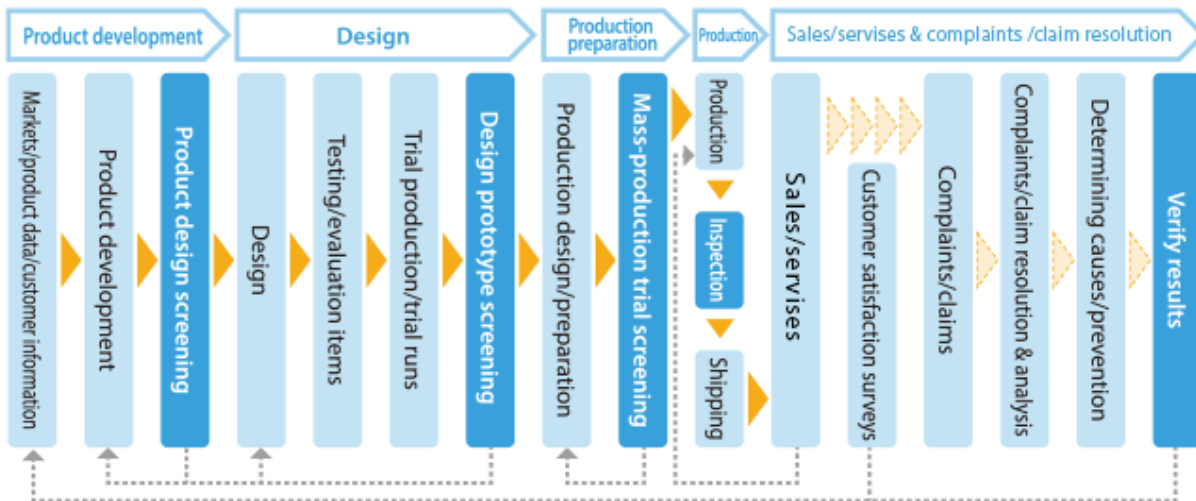 Product development
Design
Production
preparation
Production
Sales/servises & complaints /claim resolution
Markets/product data/customer information
Product development
Product design screening
Design
Testing/evaluation items
Trial production/trial runs
Design prototype screening
Production design/preparation
Mass-production trial screening
Production
Inspection
Shipping
Sales/servises
Customer satisfaction surveys
Complaints/claims
Complaints/claim resolution & analysis
Determining causes/prevention
Verify results